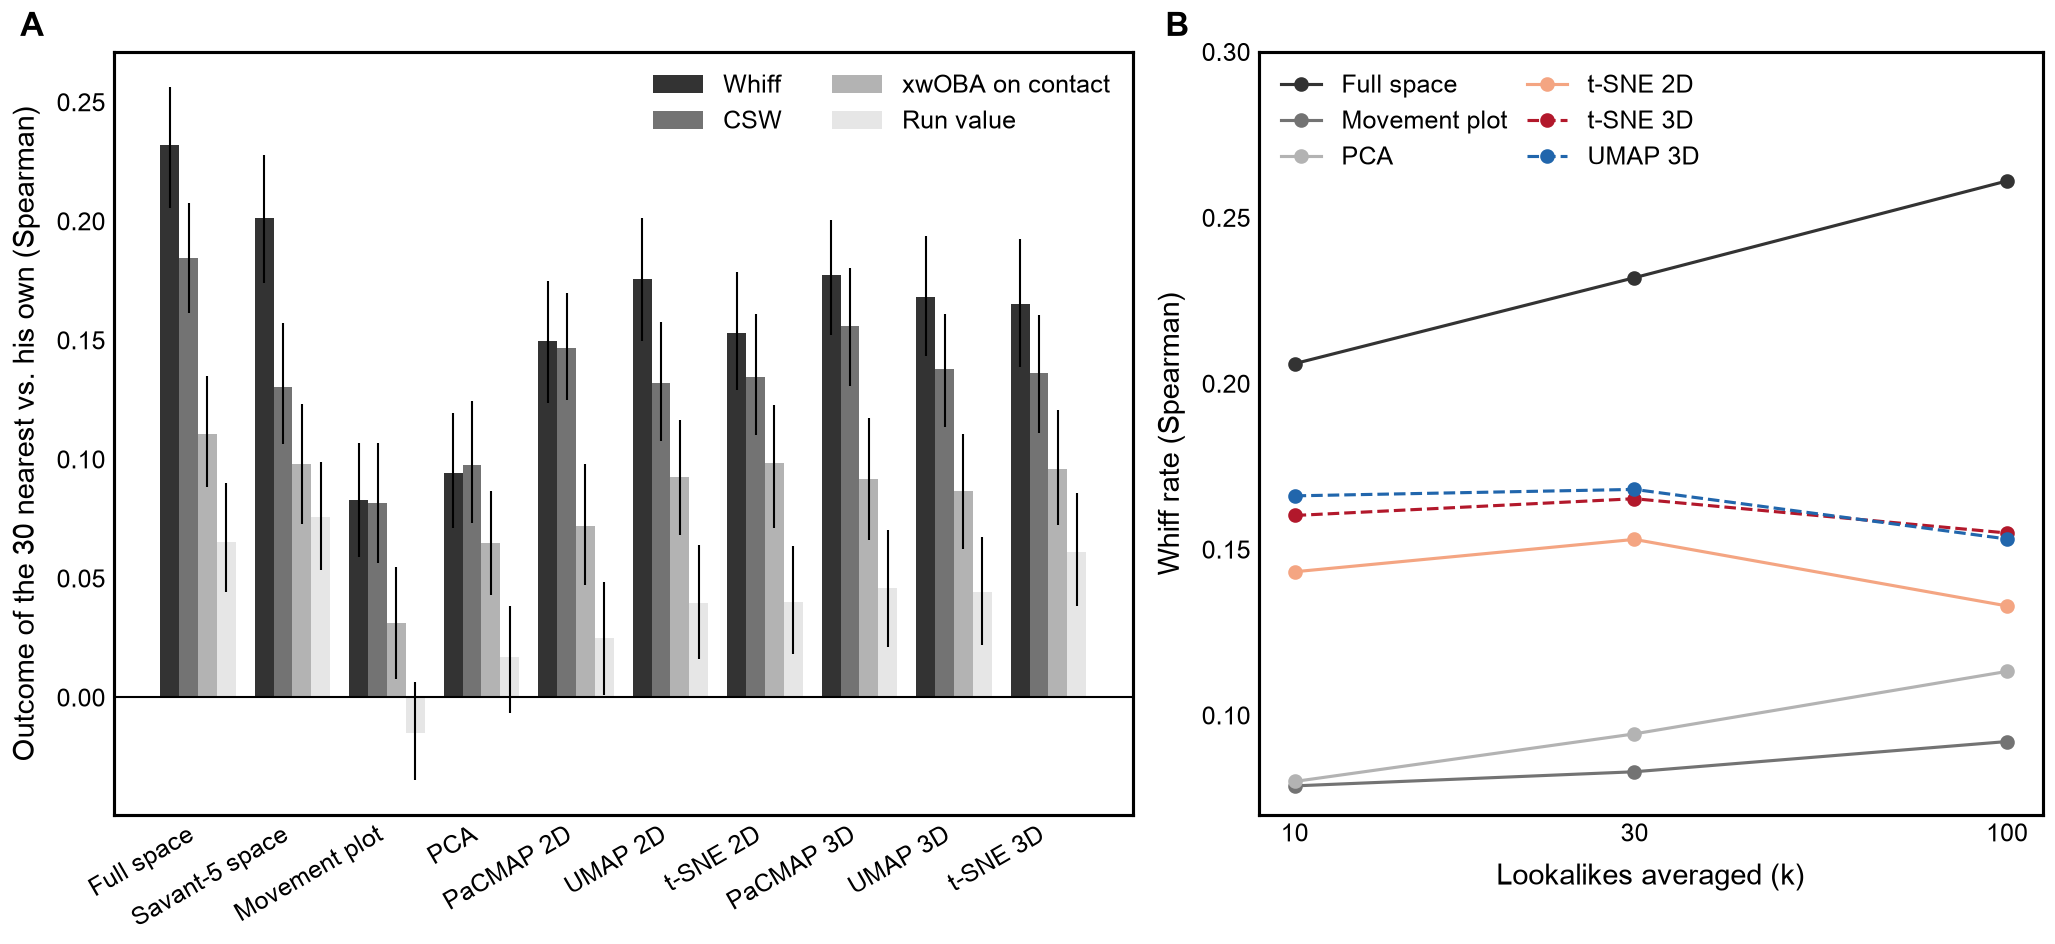 A
Outcome of the 30 nearest vs. his own (Spearman)
0.25
0.20
0.15
0.10
0.05
0.00
Whiff
CSW
xwOBA on contact
Run value
Full space
Savant-5 space
Movement plot
PCA
PaCMAP 2D
UMAP 2D
t-SNE 2D
PaCMAP 3D
UMAP 3D
t-SNE 3D
B
Whiff rate (Spearman)
0.30
0.25
0.20
0.15
0.10
Full space
Movement plot
PCA
t-SNE 2D
t-SNE 3D
UMAP 3D
10
30
100
Lookalikes averaged (k)